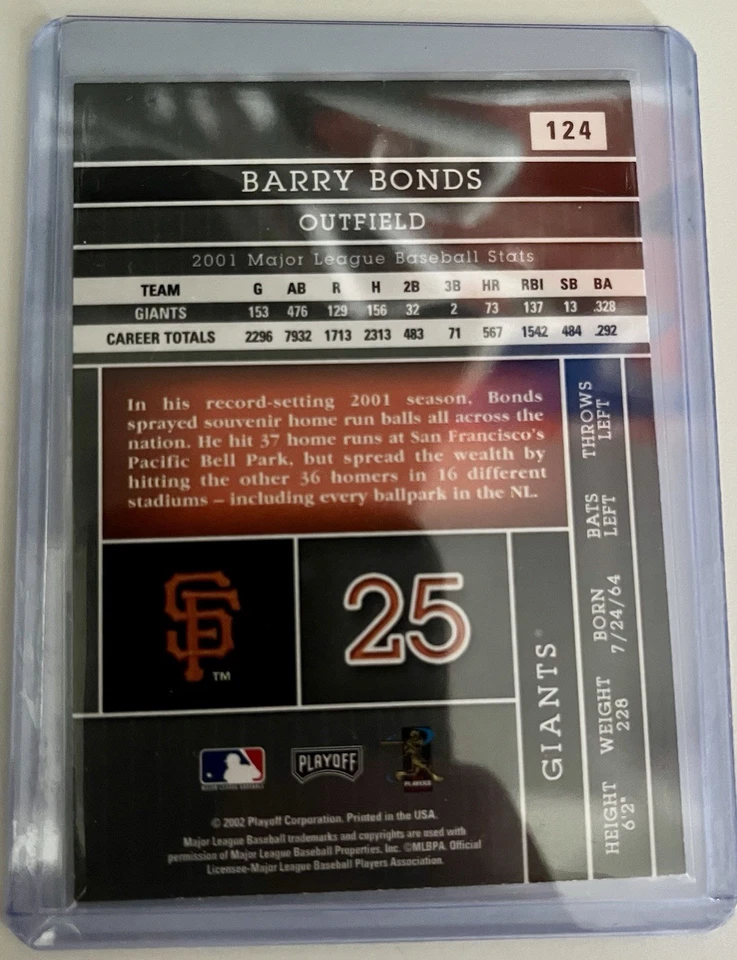 124
BARRY BONDS
OUTFIELD
2001 Major League Baseball Stats
TEAM G AB R H 2B 3B HR RBI SB BA
GIANTS 153 476 129 156 32 2 73 137 13 .328
CAREER TOTALS 2296 7932 1713 2313 483 71 567 1542 484 .292
In his record-setting 2001 season, Bonds
sprayed souvenir home run balls all across the
nation. He hit 37 home runs at San Francisco's
Pacific Bell Park, but spread the wealth by
hitting the other 36 homers in 16 different
stadiums – including every ballpark in the NL.
THROWS
LEFT
BATS
LEFT
BORN
7/24/64
WEIGHT
228
HEIGHT
6'2"
GIANTS®
SF
TM
25
MAJOR LEAGUE BASEBALL
PLAYOFF
PLAYERS
© 2002 Playoff Corporation. Printed in the USA.
Major League Baseball trademarks and copyrights are used with
permission of Major League Baseball Properties, Inc. ©MLBPA Official
Licensee-Major League Baseball Players Association.